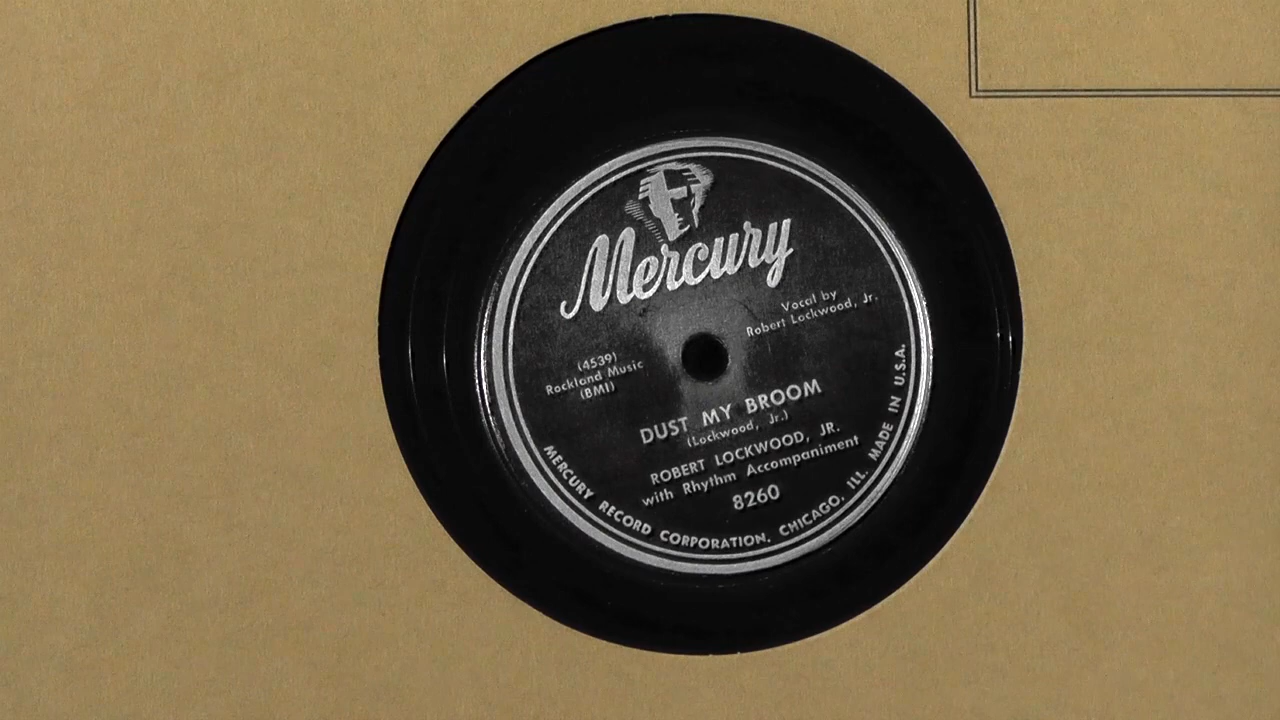 Mercury
Vocal by
Robert Lockwood, Jr.
(4539)
Rockland Music
(BMI)
DUST MY BROOM
(Lockwood, Jr.)
ROBERT LOCKWOOD, JR.
with Rhythm Accompaniment
8260
MERCURY RECORD CORPORATION. CHICAGO. ILL. MADE IN U.S.A.